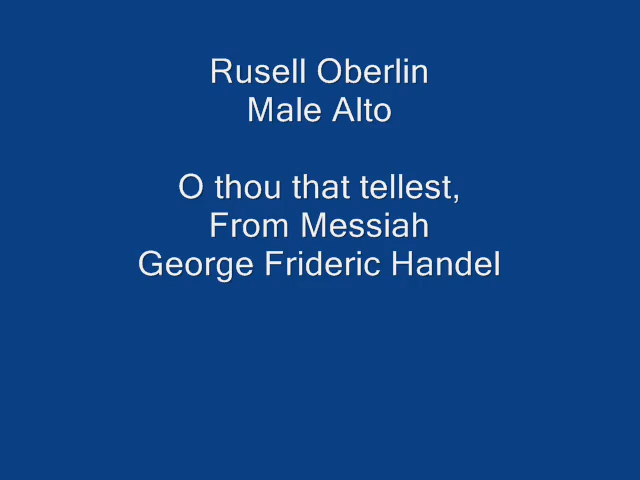 Rusell Oberlin
Male Alto
O thou that tellest,
From Messiah
George Frideric Handel